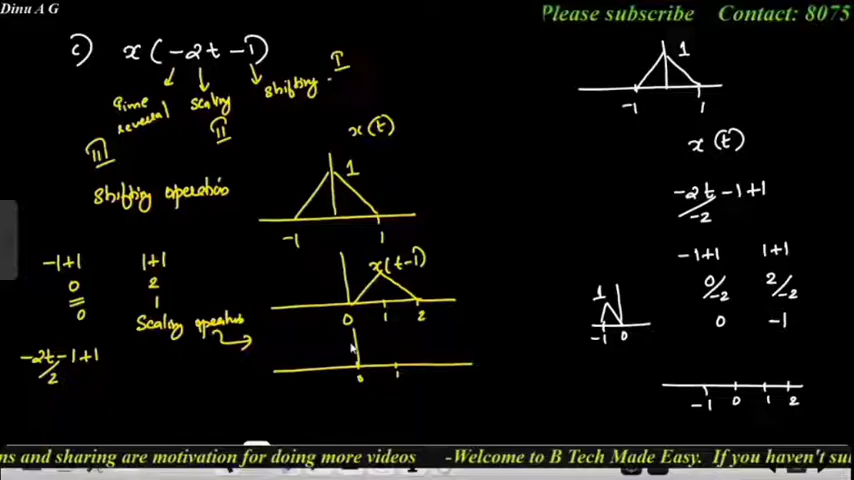 Dinu A G
Please subscribe Contact: 8075
c) x(-2t-1)
Time reversal
scaling
shifting
I
II
III
x(t)
1
-1 1
Shifting operation
-1+1 1+1
0 2
0 1
x(t-1)
0 1 2
Scaling operation
-2t-1+1
2
0 1
1
-1 1
x(t)
-2t-1+1
-2
-1+1 1+1
0/-2 2/-2
0 -1
1
-1 0
-1 0 1 2
ns and sharing are motivation for doing more videos -Welcome to B Tech Made Easy. If you haven't su